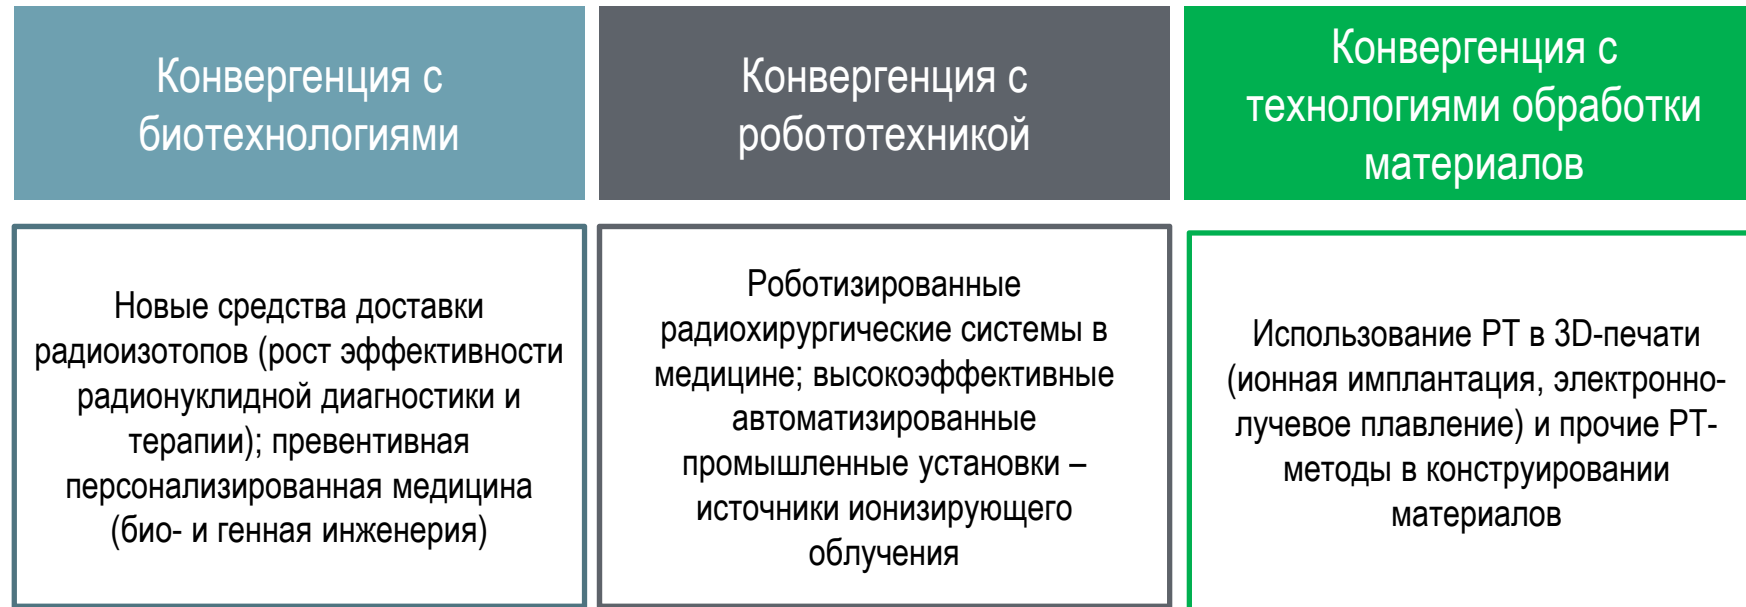 Конвергенция с
биотехнологиями
Новые средства доставки
радиоизотопов (рост эффективности
радионуклидной диагностики и
терапии); превентивная
персонализированная медицина
(био- и генная инженерия)
Конвергенция с
робототехникой
Роботизированные
радиохирургические системы в
медицине; высокоэффективные
автоматизированные
промышленные установки –
источники ионизирующего
облучения
Конвергенция с
технологиями обработки
материалов
Использование РТ в 3D-печати
(ионная имплантация, электронно-
лучевое плавление) и прочие РТ-
методы в конструировании
материалов